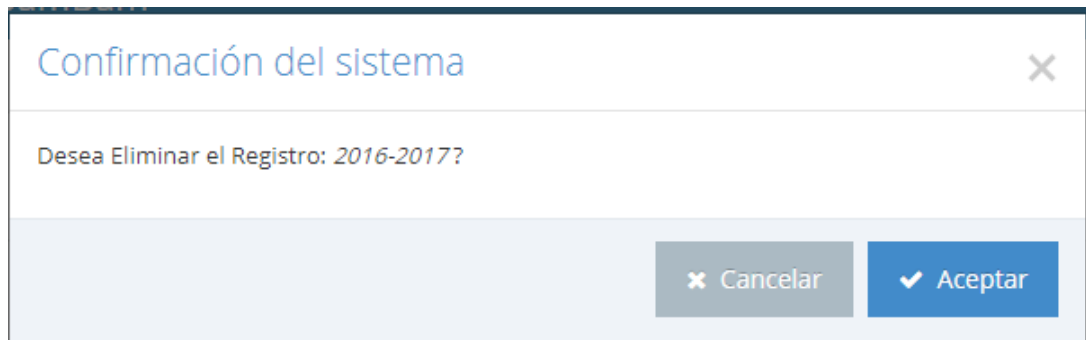 Confirmación del sistema
Desea Eliminar el Registro: 2016-2017?
Cancelar
Aceptar